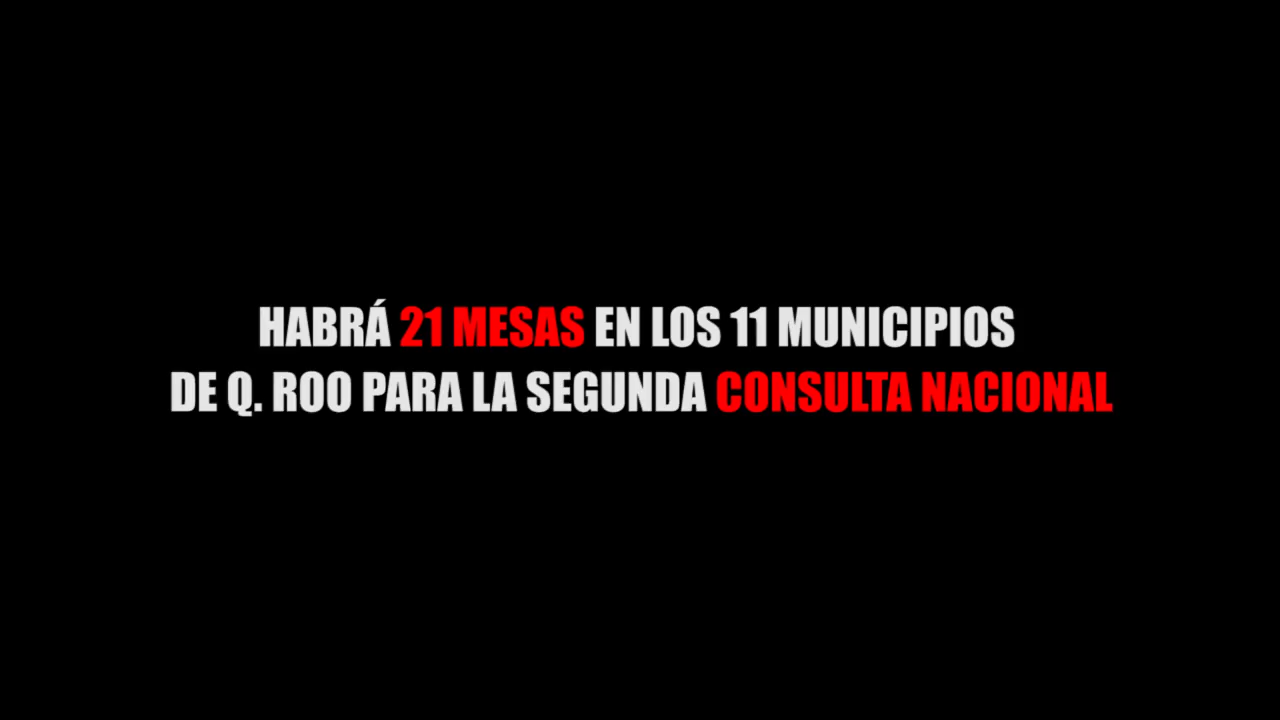 HABRÁ 21 MESAS EN LOS 11 MUNICIPIOS
DE Q. ROO PARA LA SEGUNDA CONSULTA NACIONAL